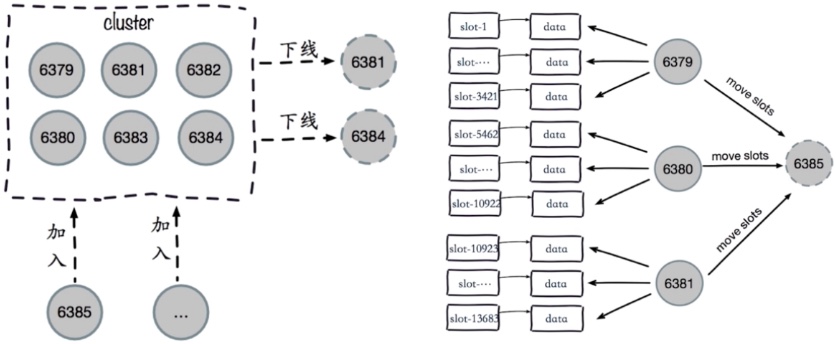 cluster
6379
6381
6382
6380
6383
6384
下线
6381
下线
6384
加入
加入
6385
...
slot-1
data
slot-····
data
slot-3421
data
6379
move slots
slot-5462
data
slot-····
data
slot-10922
data
6380
move slots
6385
slot-10923
data
slot-····
data
slot-13683
data
6381
move slots